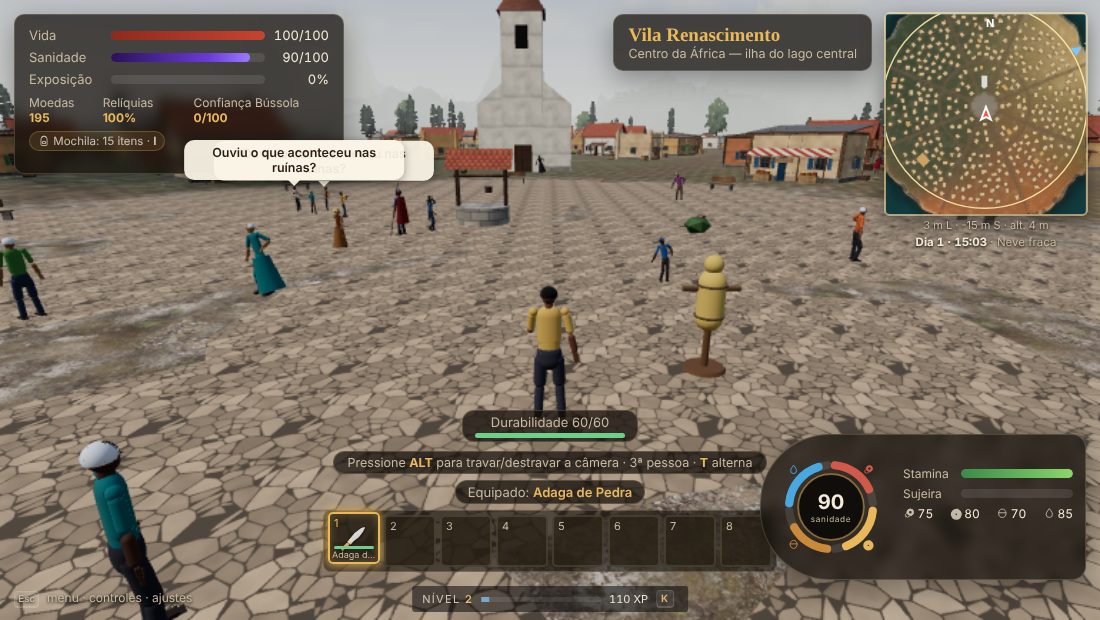 Vida 100/100
Sanidade 90/100
Exposição 0%
Moedas Relíquias Confiança Bússola
195 100% 0/100
Mochila: 15 itens · I
Ouviu o que aconteceu nas
ruínas?
Vila Renascimento
Centro da África — ilha do lago central
N
3 m L · -15 m S · alt. 4 m
Dia 1 · 15:03 · Neve fraca
Durabilidade 60/60
Pressione ALT para travar/destravar a câmera · 3ª pessoa · T alterna
Equipado: Adaga de Pedra
1 2 3 4 5 6 7 8
Adaga d...
90
sanidade
Stamina
Sujeira
75 80 70 85
Esc menu · controles · ajustes
NÍVEL 2 110 XP K